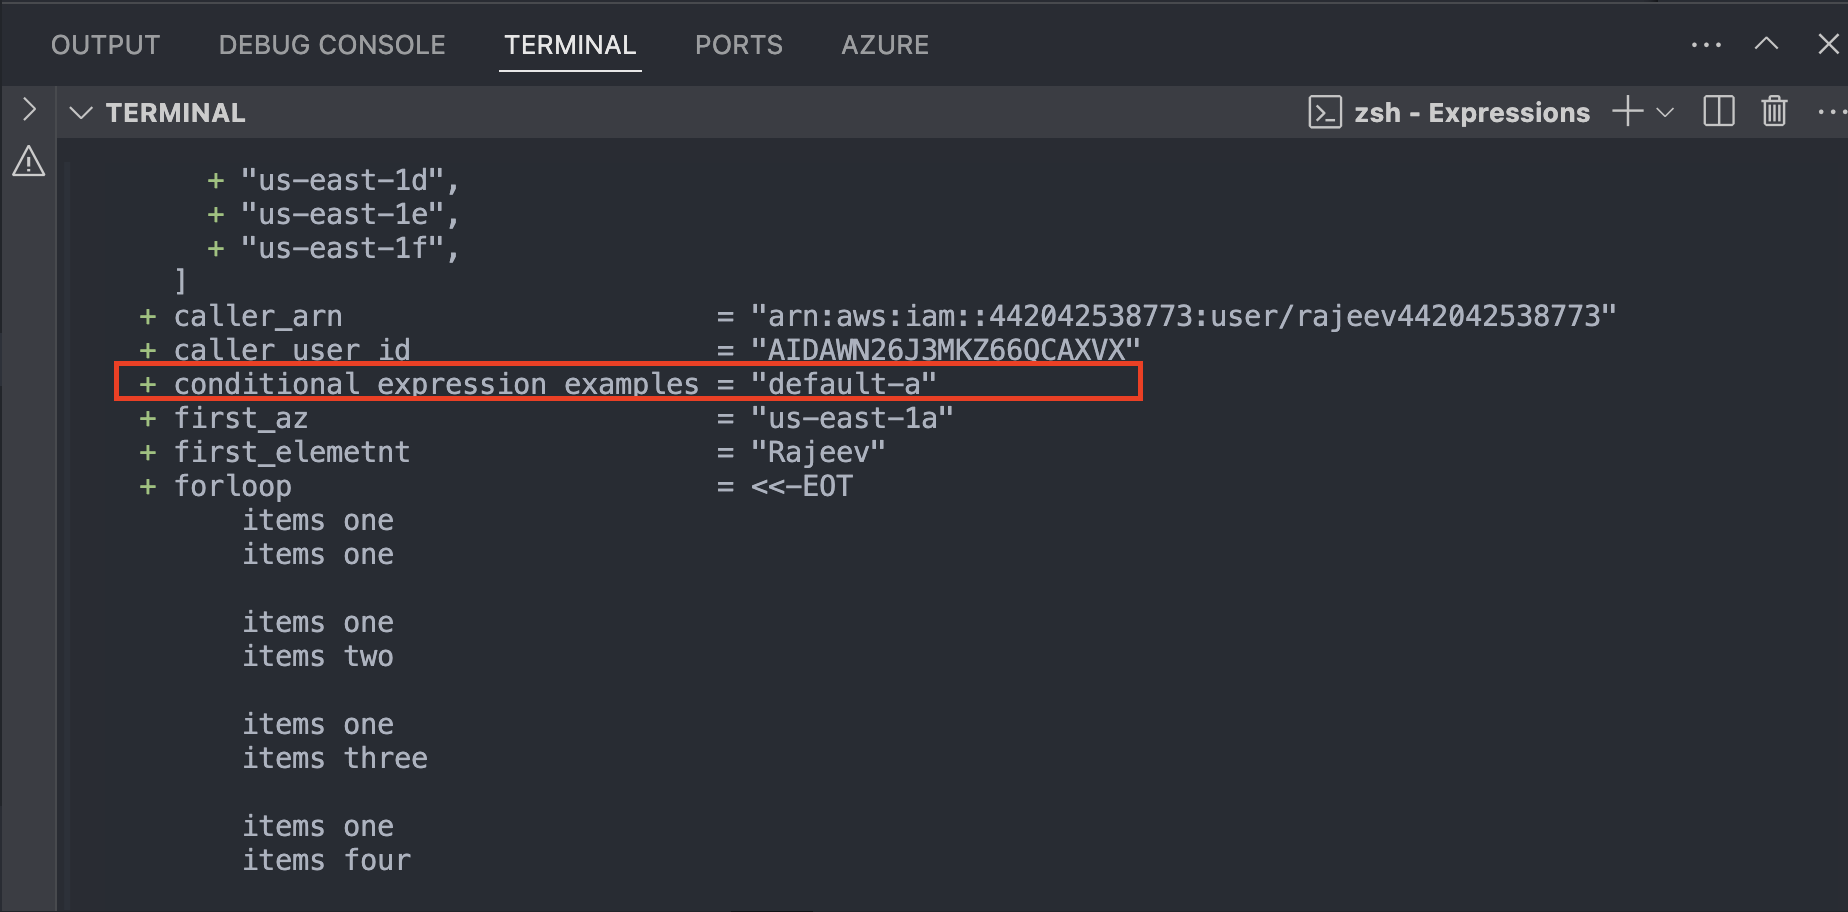 OUTPUT DEBUG CONSOLE TERMINAL PORTS AZURE
TERMINAL zsh - Expressions
+ "us-east-1d",
+ "us-east-1e",
+ "us-east-1f",
]
+ caller_arn = "arn:aws:iam::442042538773:user/rajeev442042538773"
+ caller_user_id = "AIDAWN26J3MKZ66QCAXVX"
+ conditional_expression_examples = "default-a"
+ first_az = "us-east-1a"
+ first_elemetnt = "Rajeev"
+ forloop = <<-EOT
items one
items one
items one
items two
items one
items three
items one
items four